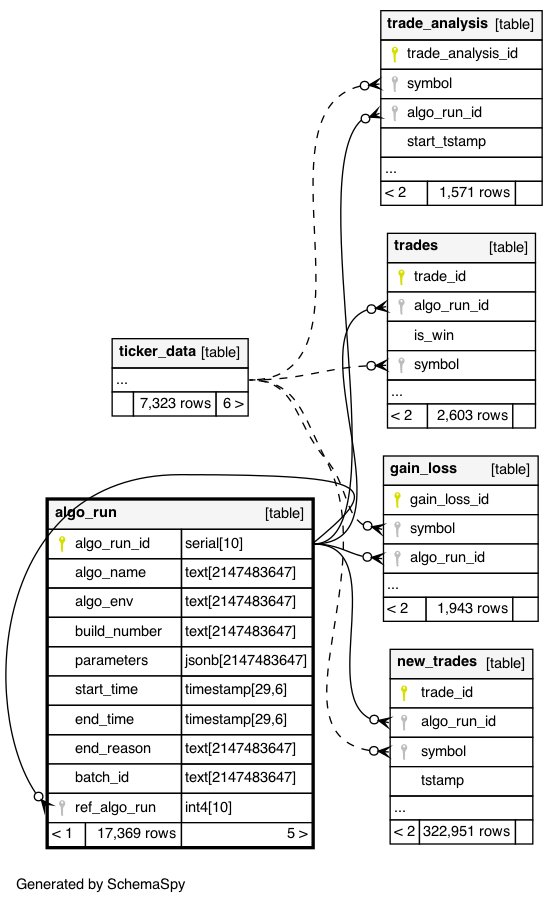 trade_analysis [table]
trade_analysis_id
symbol
algo_run_id
start_tstamp
...
< 2 1,571 rows
trades [table]
trade_id
algo_run_id
is_win
symbol
...
< 2 2,603 rows
ticker_data [table]
...
7,323 rows 6 >
gain_loss [table]
gain_loss_id
symbol
algo_run_id
...
< 2 1,943 rows
algo_run [table]
algo_run_id serial[10]
algo_name text[2147483647]
algo_env text[2147483647]
build_number text[2147483647]
parameters jsonb[2147483647]
start_time timestamp[29,6]
end_time timestamp[29,6]
end_reason text[2147483647]
batch_id text[2147483647]
ref_algo_run int4[10]
< 1 17,369 rows 5 >
new_trades [table]
trade_id
algo_run_id
symbol
tstamp
...
< 2 322,951 rows
Generated by SchemaSpy